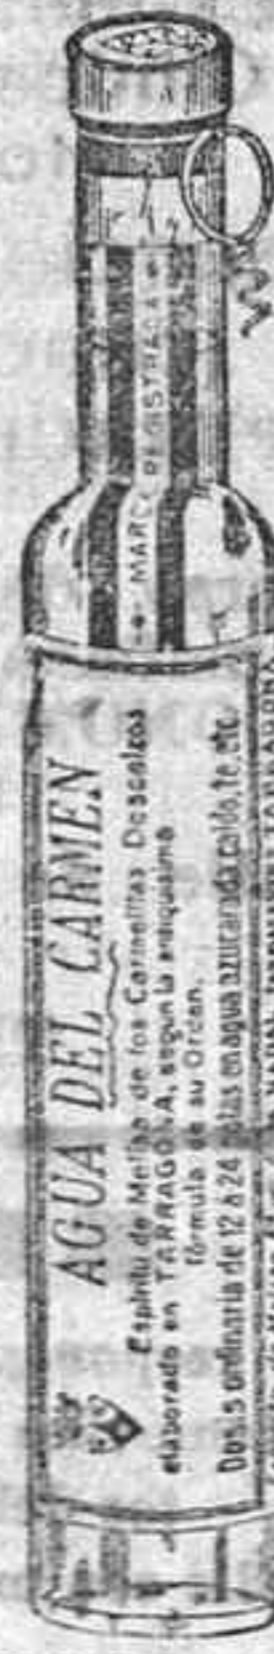 MARCA REGISTRADA
AGUA DEL CARMEN
Espíritu de Melisa de los Carmelitas Descalzos
elaborado en TARRAGONA, según la antiquísima
fórmula de su Orden.
Dosis ordinaria de 12 á 24 gotas en agua azucarada, caldo, te, etc.